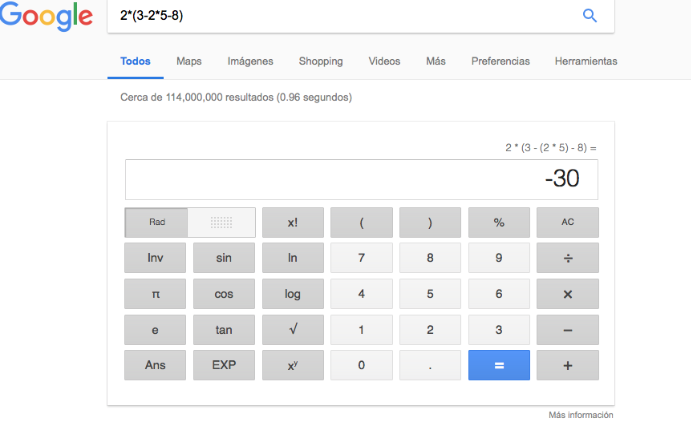 Google 2*(3-2*5-8)
Todos Maps Imágenes Shopping Videos Más Preferencias Herramientas
Cerca de 114,000,000 resultados (0.96 segundos)
2 * (3 - (2 * 5) - 8) =
-30
Rad x! ( ) % AC
Inv sin ln 7 8 9 ÷
π cos log 4 5 6 ×
e tan √ 1 2 3 −
Ans EXP xʸ 0 . = +
Más información